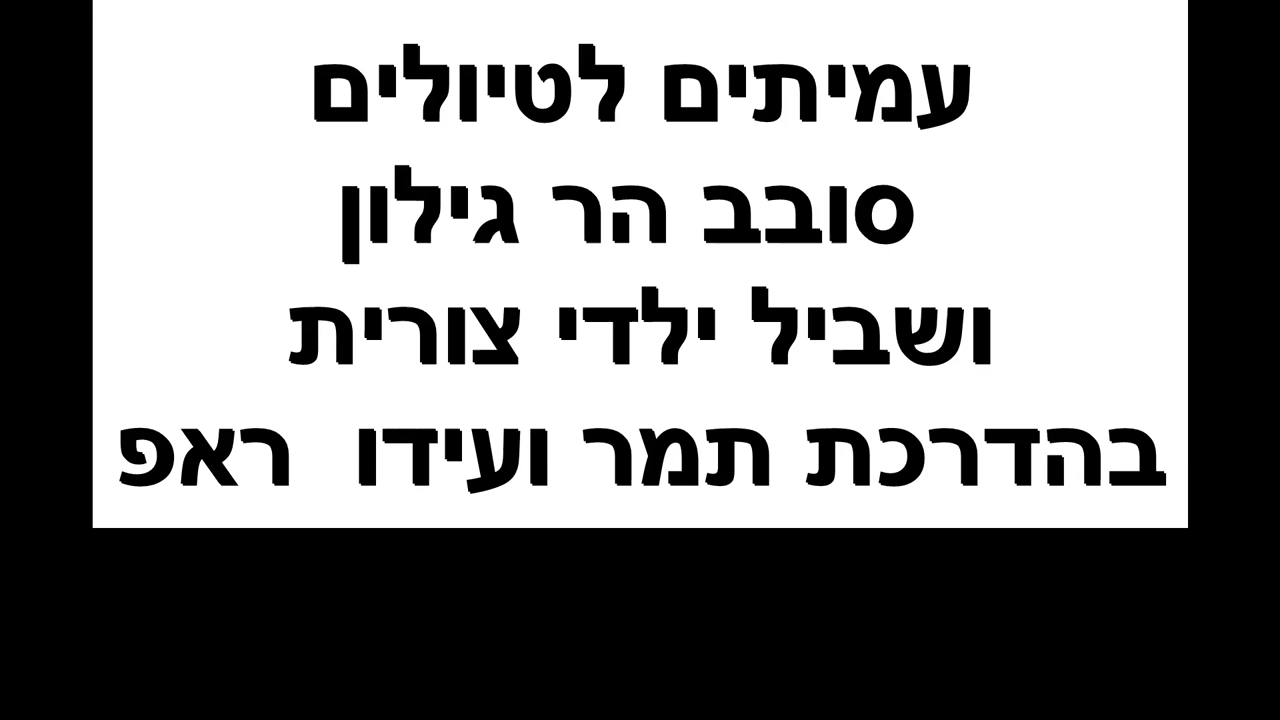 עמיתים לטיולים
סובב הר גילון
ושביל ילדי צורית
בהדרכת תמר ועידו  ראפ